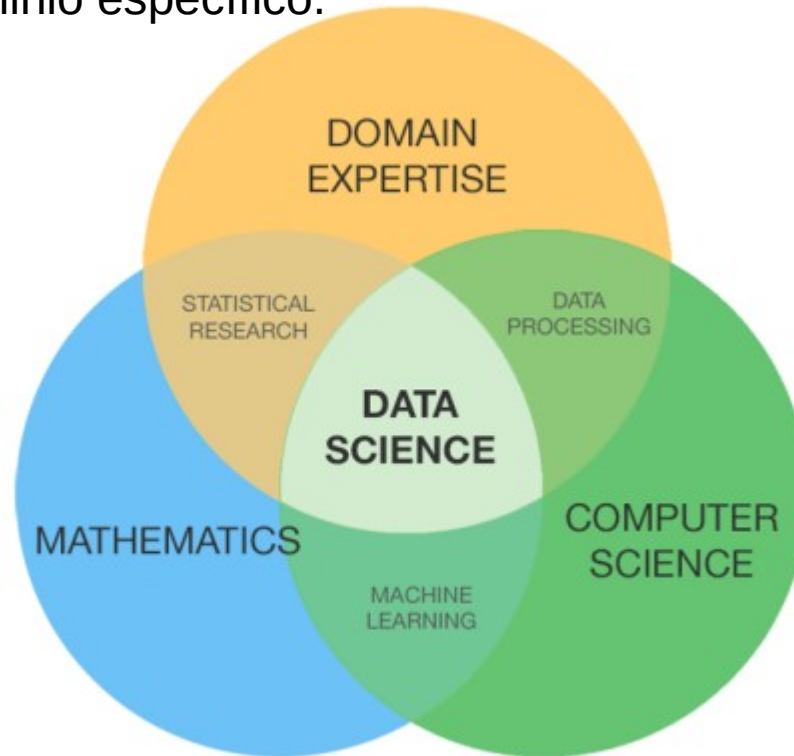 específico.
DOMAIN
EXPERTISE
STATISTICAL
RESEARCH
DATA
PROCESSING
DATA
SCIENCE
MATHEMATICS
COMPUTER
SCIENCE
MACHINE
LEARNING